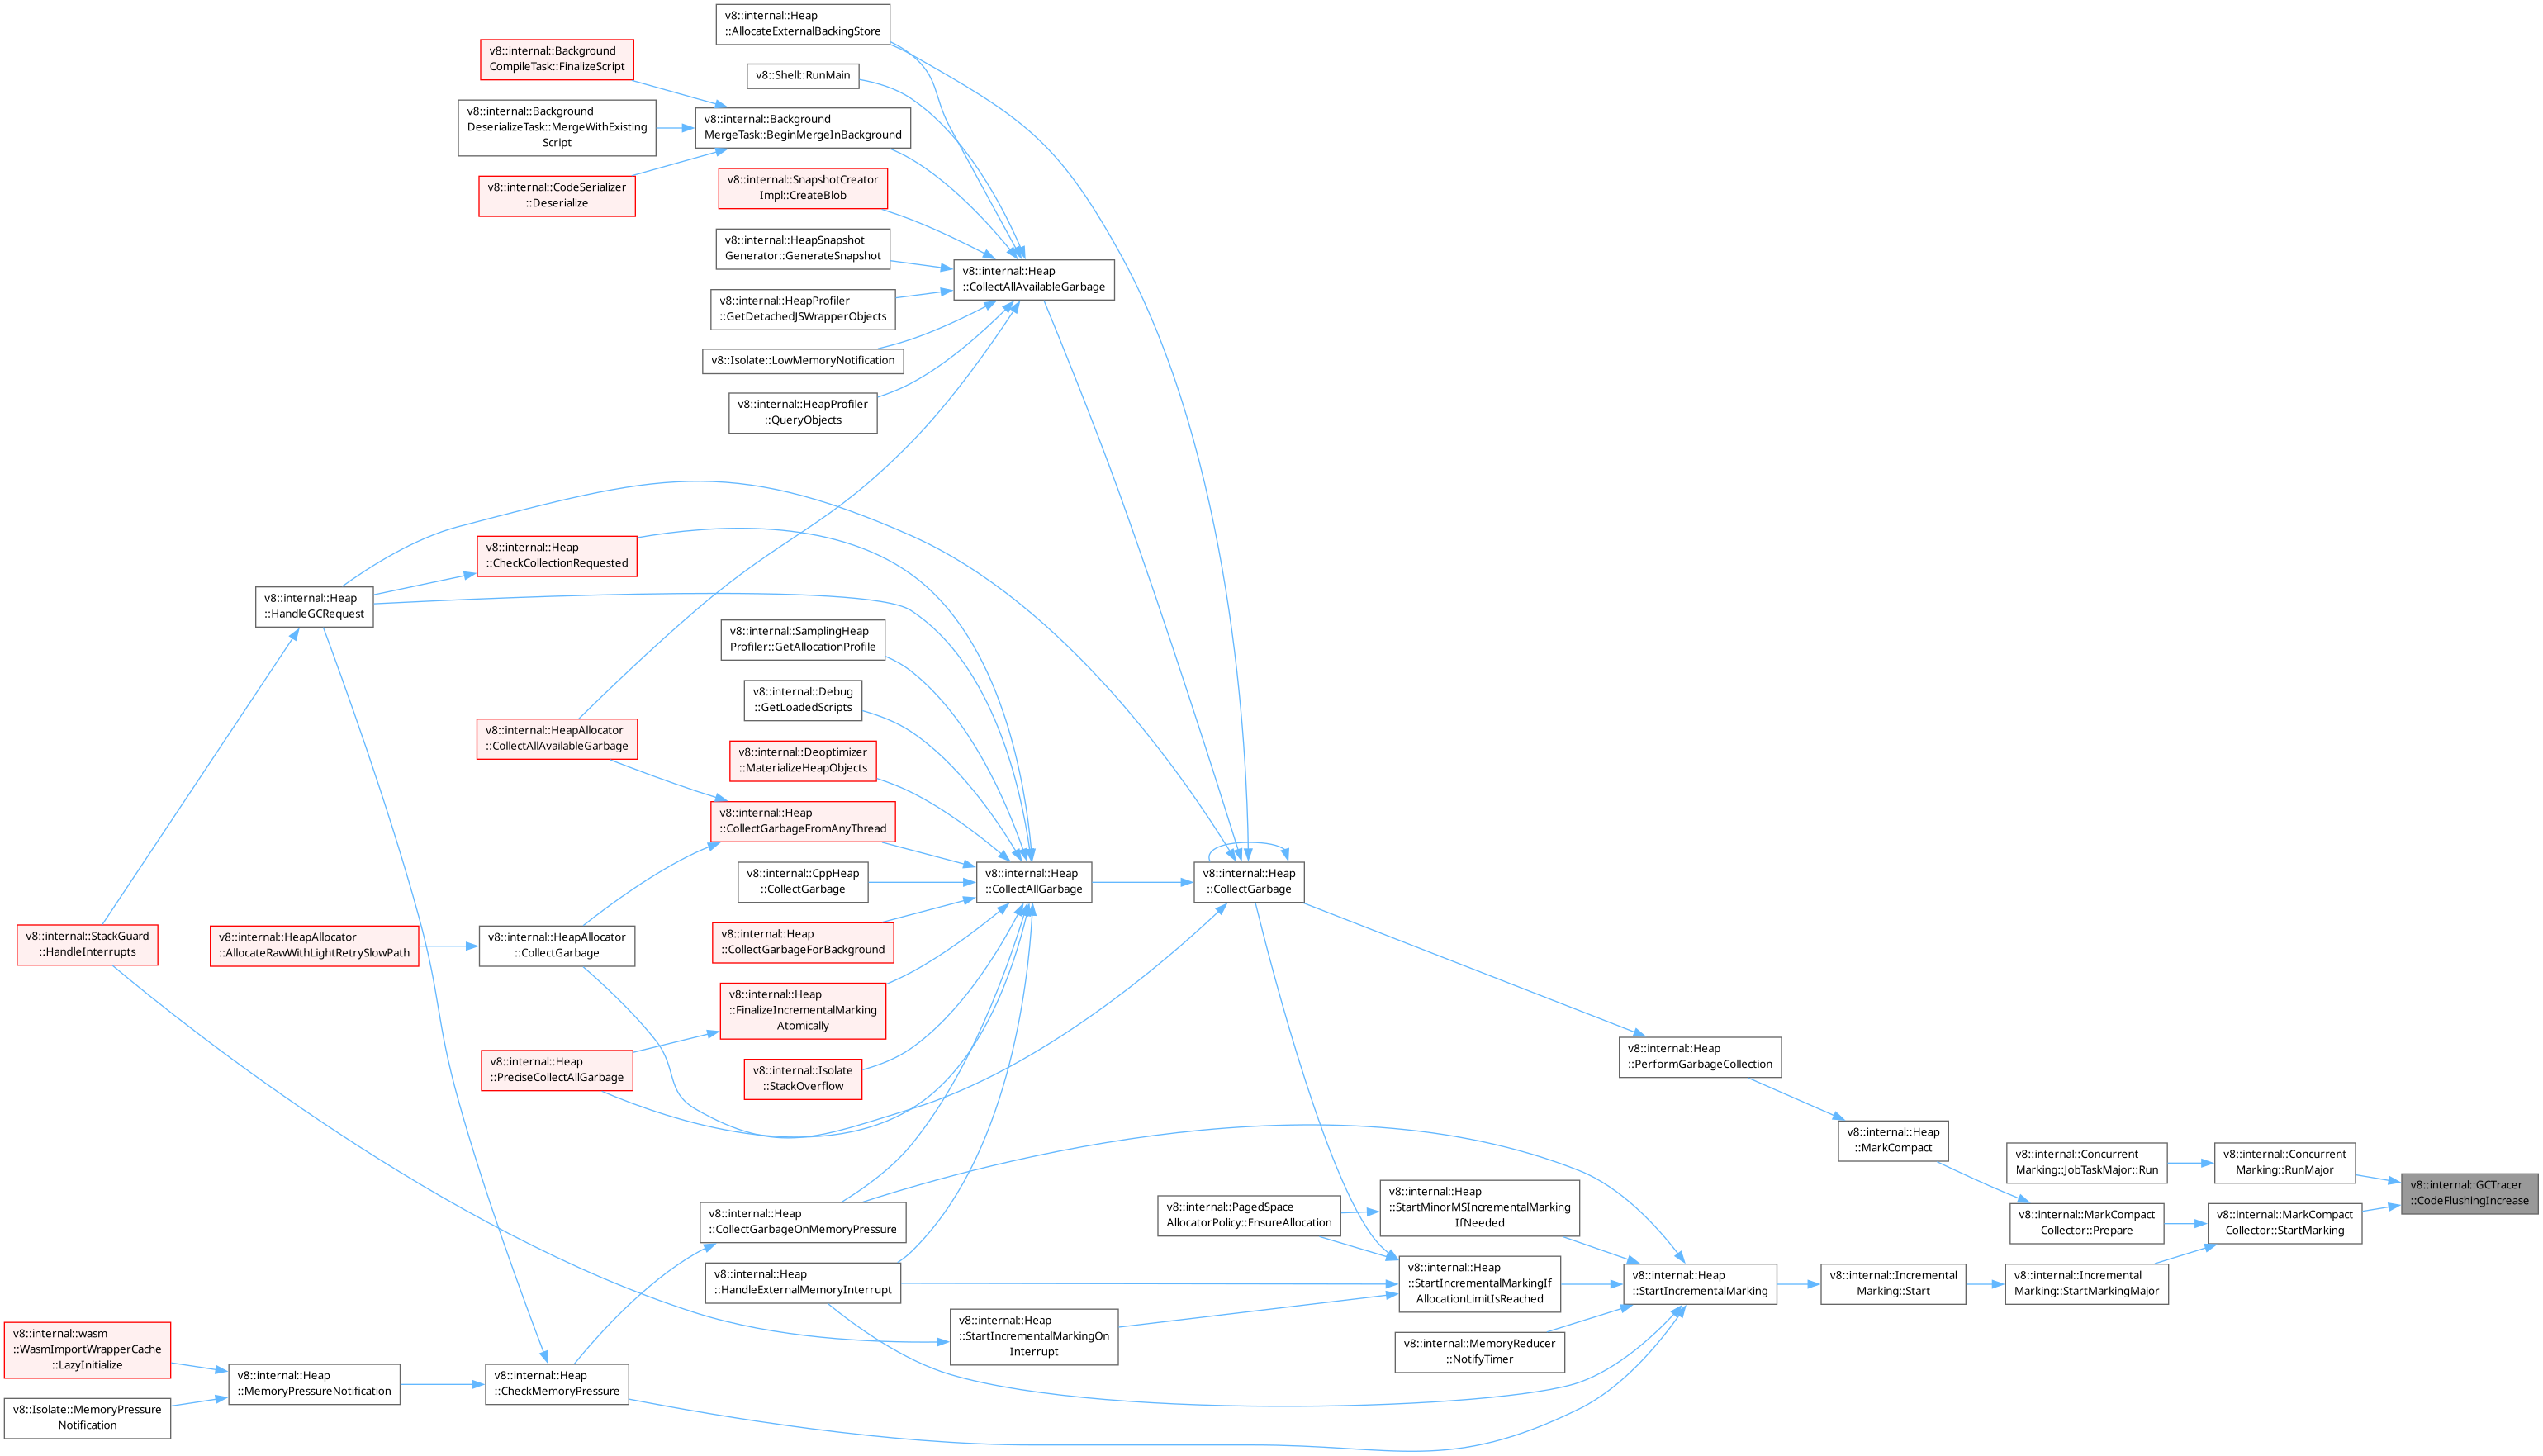 v8::internal::Heap
::AllocateExternalBackingStore
v8::internal::Background
CompileTask::FinalizeScript
v8::Shell::RunMain
v8::internal::Background
DeserializeTask::MergeWithExisting
Script
v8::internal::Background
MergeTask::BeginMergeInBackground
v8::internal::CodeSerializer
::Deserialize
v8::internal::SnapshotCreator
Impl::CreateBlob
v8::internal::HeapSnapshot
Generator::GenerateSnapshot
v8::internal::Heap
::CollectAllAvailableGarbage
v8::internal::HeapProfiler
::GetDetachedJSWrapperObjects
v8::Isolate::LowMemoryNotification
v8::internal::HeapProfiler
::QueryObjects
v8::internal::Heap
::CheckCollectionRequested
v8::internal::Heap
::HandleGCRequest
v8::internal::SamplingHeap
Profiler::GetAllocationProfile
v8::internal::Debug
::GetLoadedScripts
v8::internal::HeapAllocator
::CollectAllAvailableGarbage
v8::internal::Deoptimizer
::MaterializeHeapObjects
v8::internal::Heap
::CollectGarbageFromAnyThread
v8::internal::CppHeap
::CollectGarbage
v8::internal::Heap
::CollectAllGarbage
v8::internal::Heap
::CollectGarbage
v8::internal::StackGuard
::HandleInterrupts
v8::internal::HeapAllocator
::AllocateRawWithLightRetrySlowPath
v8::internal::HeapAllocator
::CollectGarbage
v8::internal::Heap
::CollectGarbageForBackground
v8::internal::Heap
::FinalizeIncrementalMarking
Atomically
v8::internal::Heap
::PreciseCollectAllGarbage
v8::internal::Isolate
::StackOverflow
v8::internal::Heap
::PerformGarbageCollection
v8::internal::Heap
::MarkCompact
v8::internal::Concurrent
Marking::JobTaskMajor::Run
v8::internal::Concurrent
Marking::RunMajor
v8::internal::GCTracer
::CodeFlushingIncrease
v8::internal::Heap
::CollectGarbageOnMemoryPressure
v8::internal::PagedSpace
AllocatorPolicy::EnsureAllocation
v8::internal::Heap
::StartMinorMSIncrementalMarking
IfNeeded
v8::internal::MarkCompact
Collector::Prepare
v8::internal::MarkCompact
Collector::StartMarking
v8::internal::Heap
::HandleExternalMemoryInterrupt
v8::internal::Heap
::StartIncrementalMarkingIf
AllocationLimitIsReached
v8::internal::Heap
::StartIncrementalMarking
v8::internal::Incremental
Marking::Start
v8::internal::Incremental
Marking::StartMarkingMajor
v8::internal::Heap
::StartIncrementalMarkingOn
Interrupt
v8::internal::MemoryReducer
::NotifyTimer
v8::internal::wasm
::WasmImportWrapperCache
::LazyInitialize
v8::internal::Heap
::MemoryPressureNotification
v8::internal::Heap
::CheckMemoryPressure
v8::Isolate::MemoryPressure
Notification